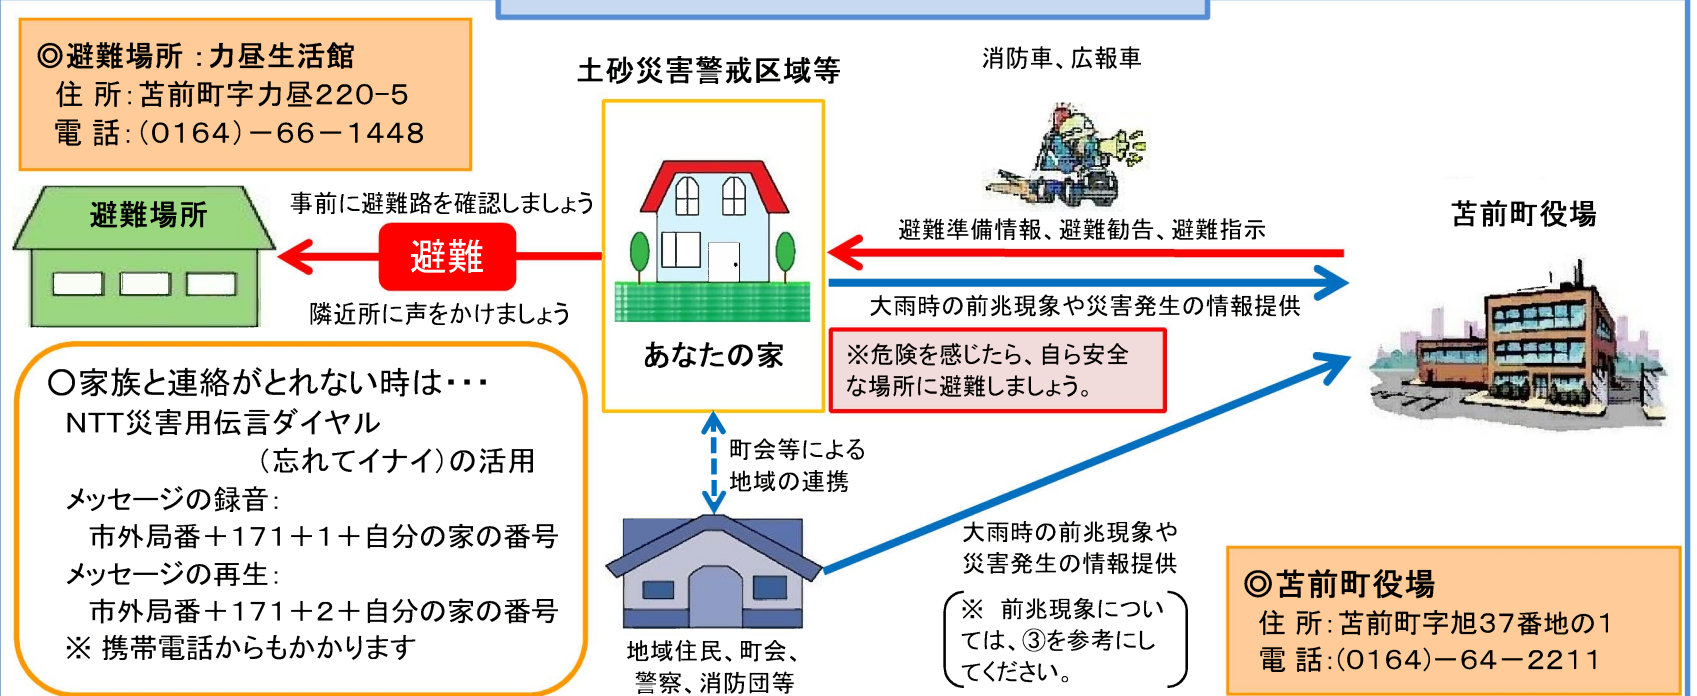 ◎避難場所：力昼生活館
住 所：苫前町字力昼220-5
電 話：（0164）－66－1448
避難場所
事前に避難路を確認しましょう
避難
隣近所に声をかけましょう
土砂災害警戒区域等
あなたの家
消防車、広報車
避難準備情報、避難勧告、避難指示
大雨時の前兆現象や災害発生の情報提供
※危険を感じたら、自ら安全
な場所に避難しましょう。
苫前町役場
〇家族と連絡がとれない時は・・・
NTT災害用伝言ダイヤル
（忘れてイナイ）の活用
メッセージの録音：
市外局番＋171＋1＋自分の家の番号
メッセージの再生：
市外局番＋171＋2＋自分の家の番号
※ 携帯電話からもかかります
町会等による
地域の連携
地域住民、町会、
警察、消防団等
大雨時の前兆現象や
災害発生の情報提供
※ 前兆現象につい
ては、③を参考にし
てください。
◎苫前町役場
住 所：苫前町字旭37番地の1
電 話：（0164）－64－2211